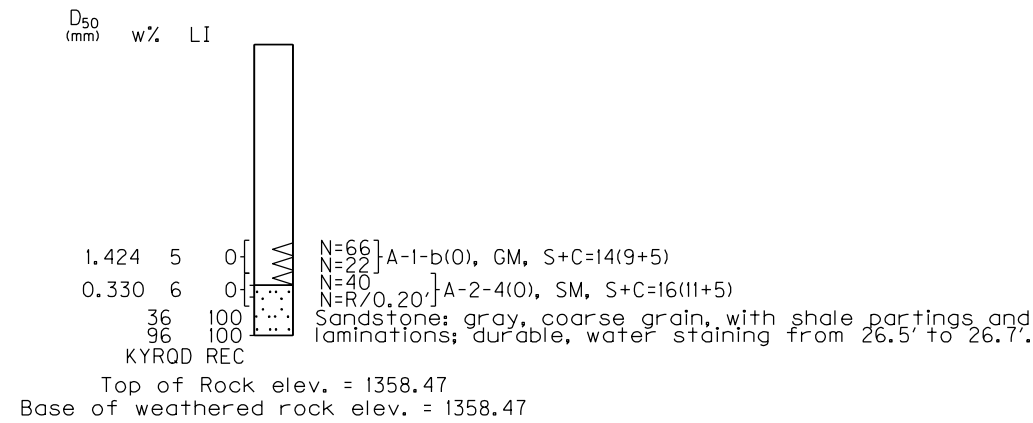 D50 (mm) w% LI
1.424 5 0 N=66 N=22 A-1-b(0), GM, S+C=14(9+5)
0.330 6 0 N=40 N=R/0.20' A-2-4(0), SM, S+C=16(11+5)
36 100 Sandstone: gray, coarse grain, with shale partings and
96 100 laminations; durable, water staining from 26.5' to 26.7'.
KYRQD REC
Top of Rock elev. = 1358.47
Base of weathered rock elev. = 1358.47